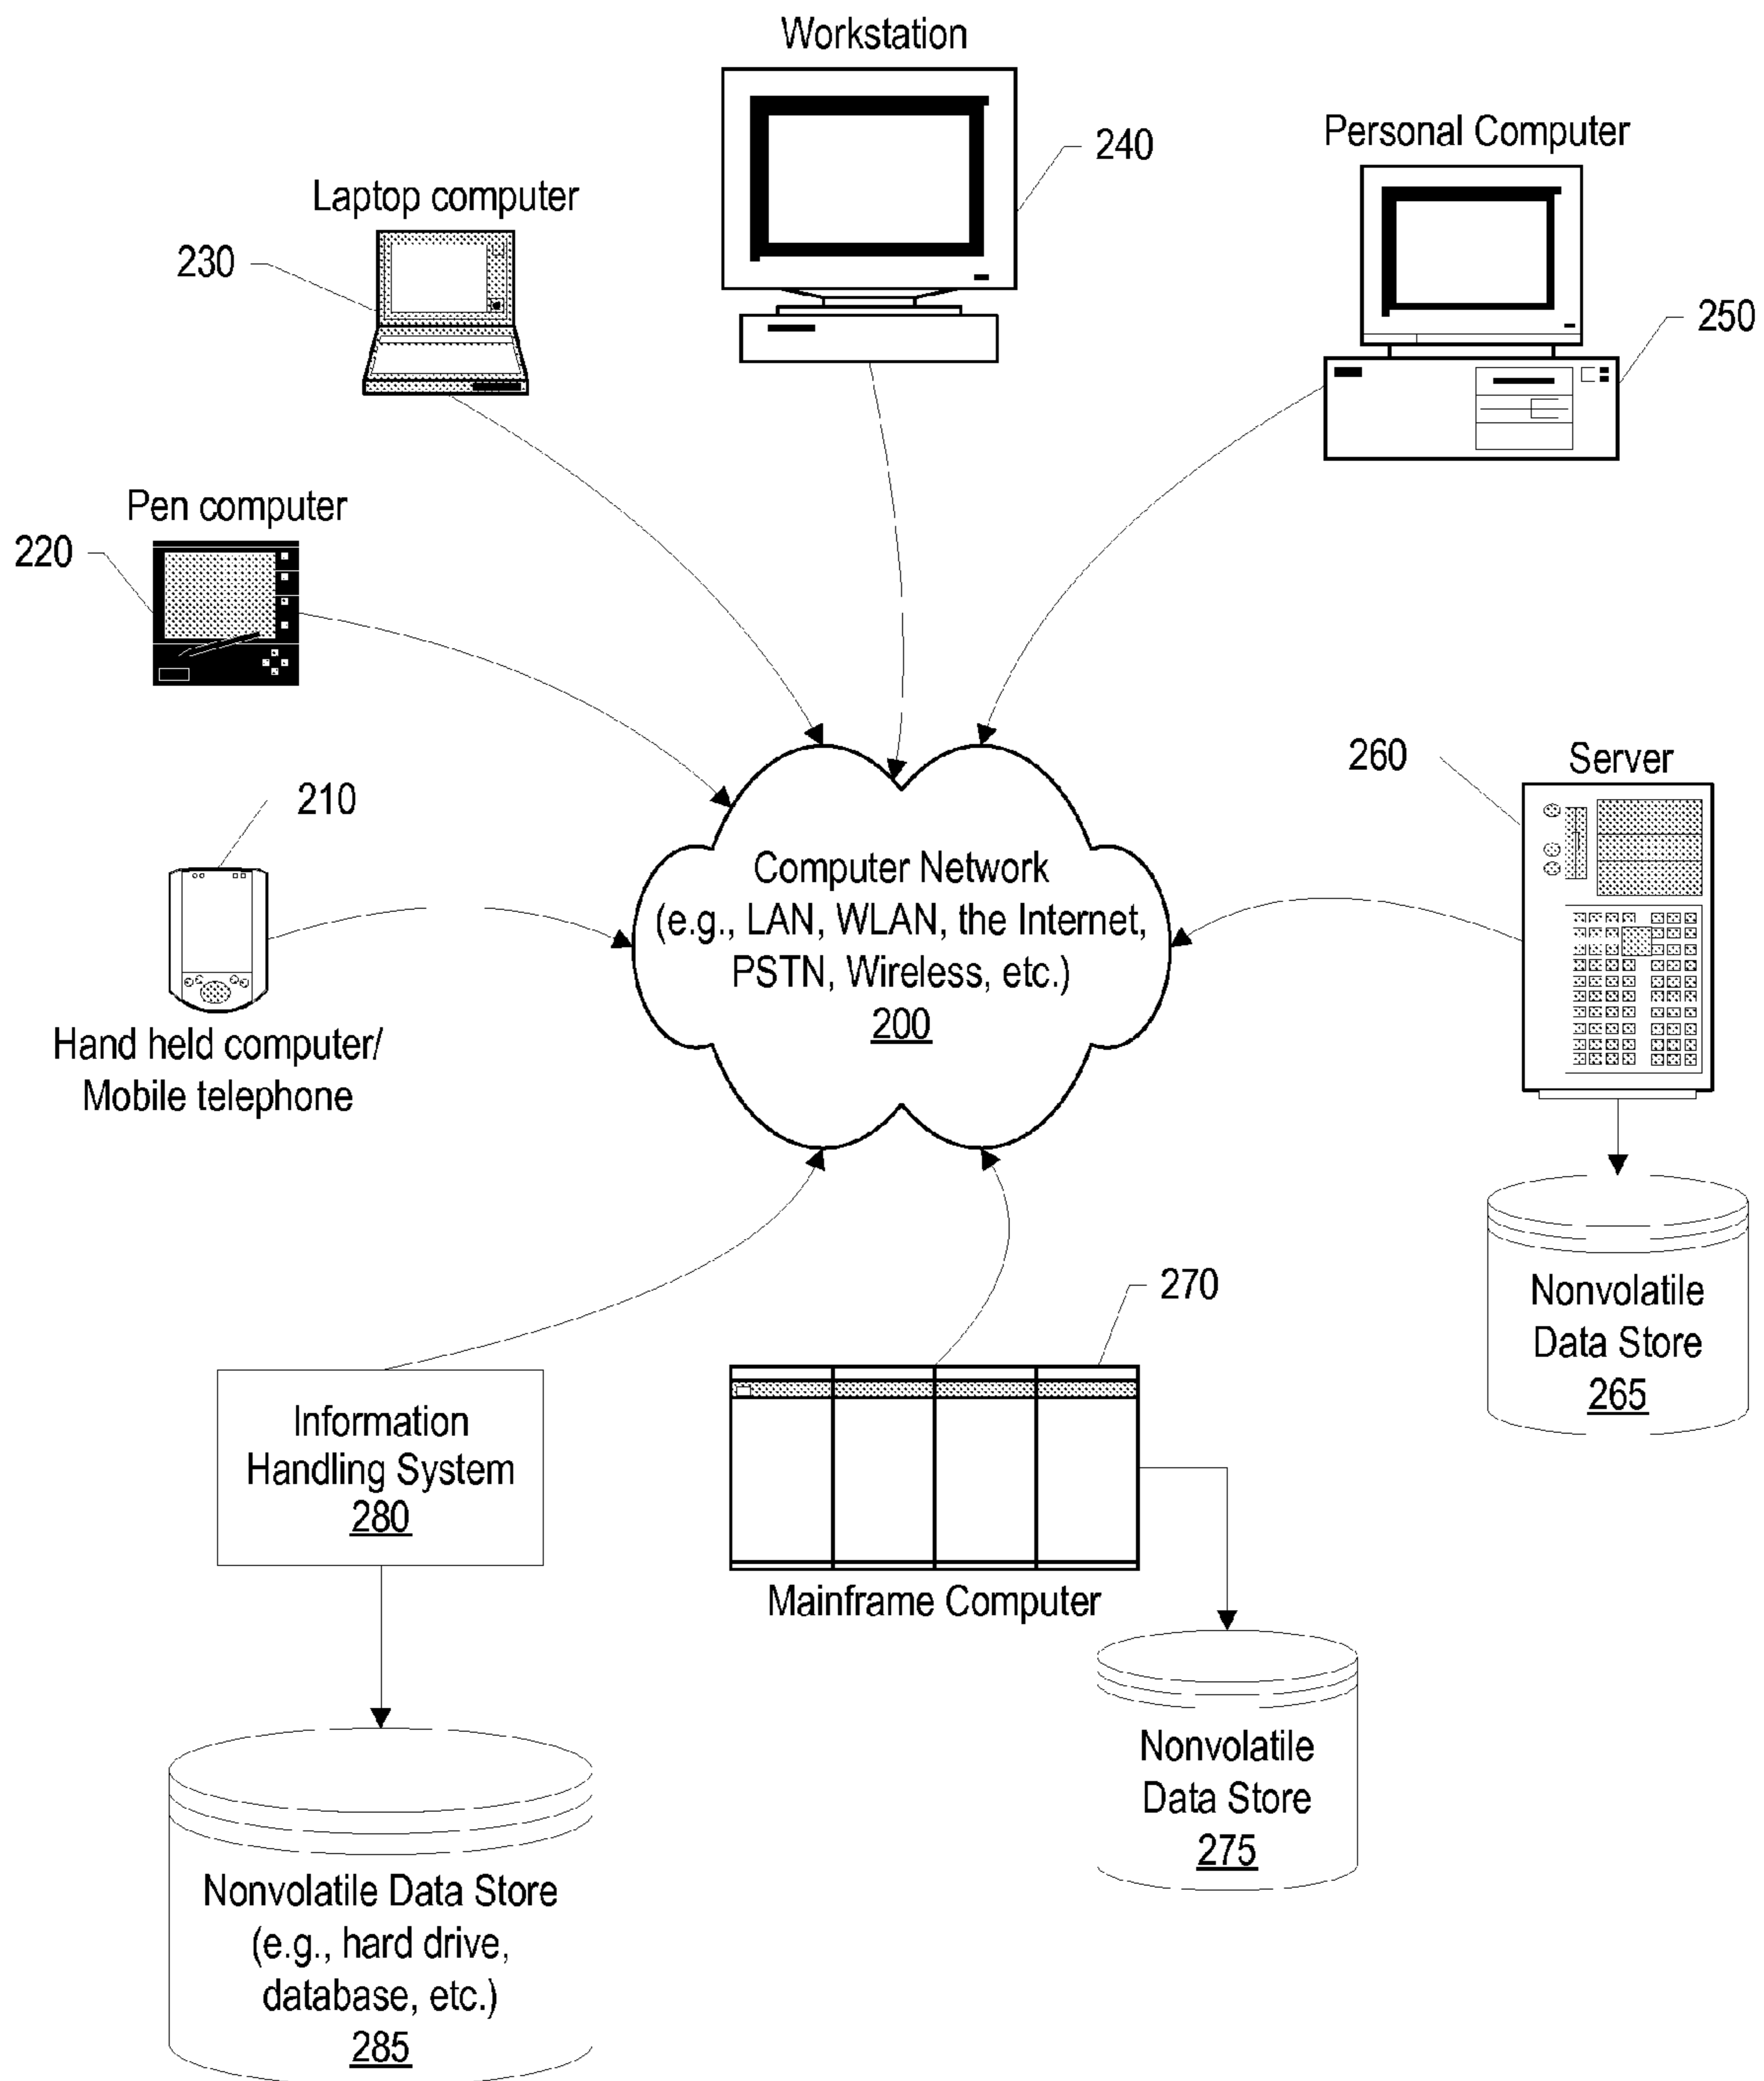 Workstation
240
Personal Computer
250
Laptop computer
230
Pen computer
220
210
Hand held computer/
Mobile telephone
Computer Network
(e.g., LAN, WLAN, the Internet,
PSTN, Wireless, etc.)
200
260
Server
Nonvolatile
Data Store
265
270
Mainframe Computer
Nonvolatile
Data Store
275
Information
Handling System
280
Nonvolatile Data Store
(e.g., hard drive,
database, etc.)
285